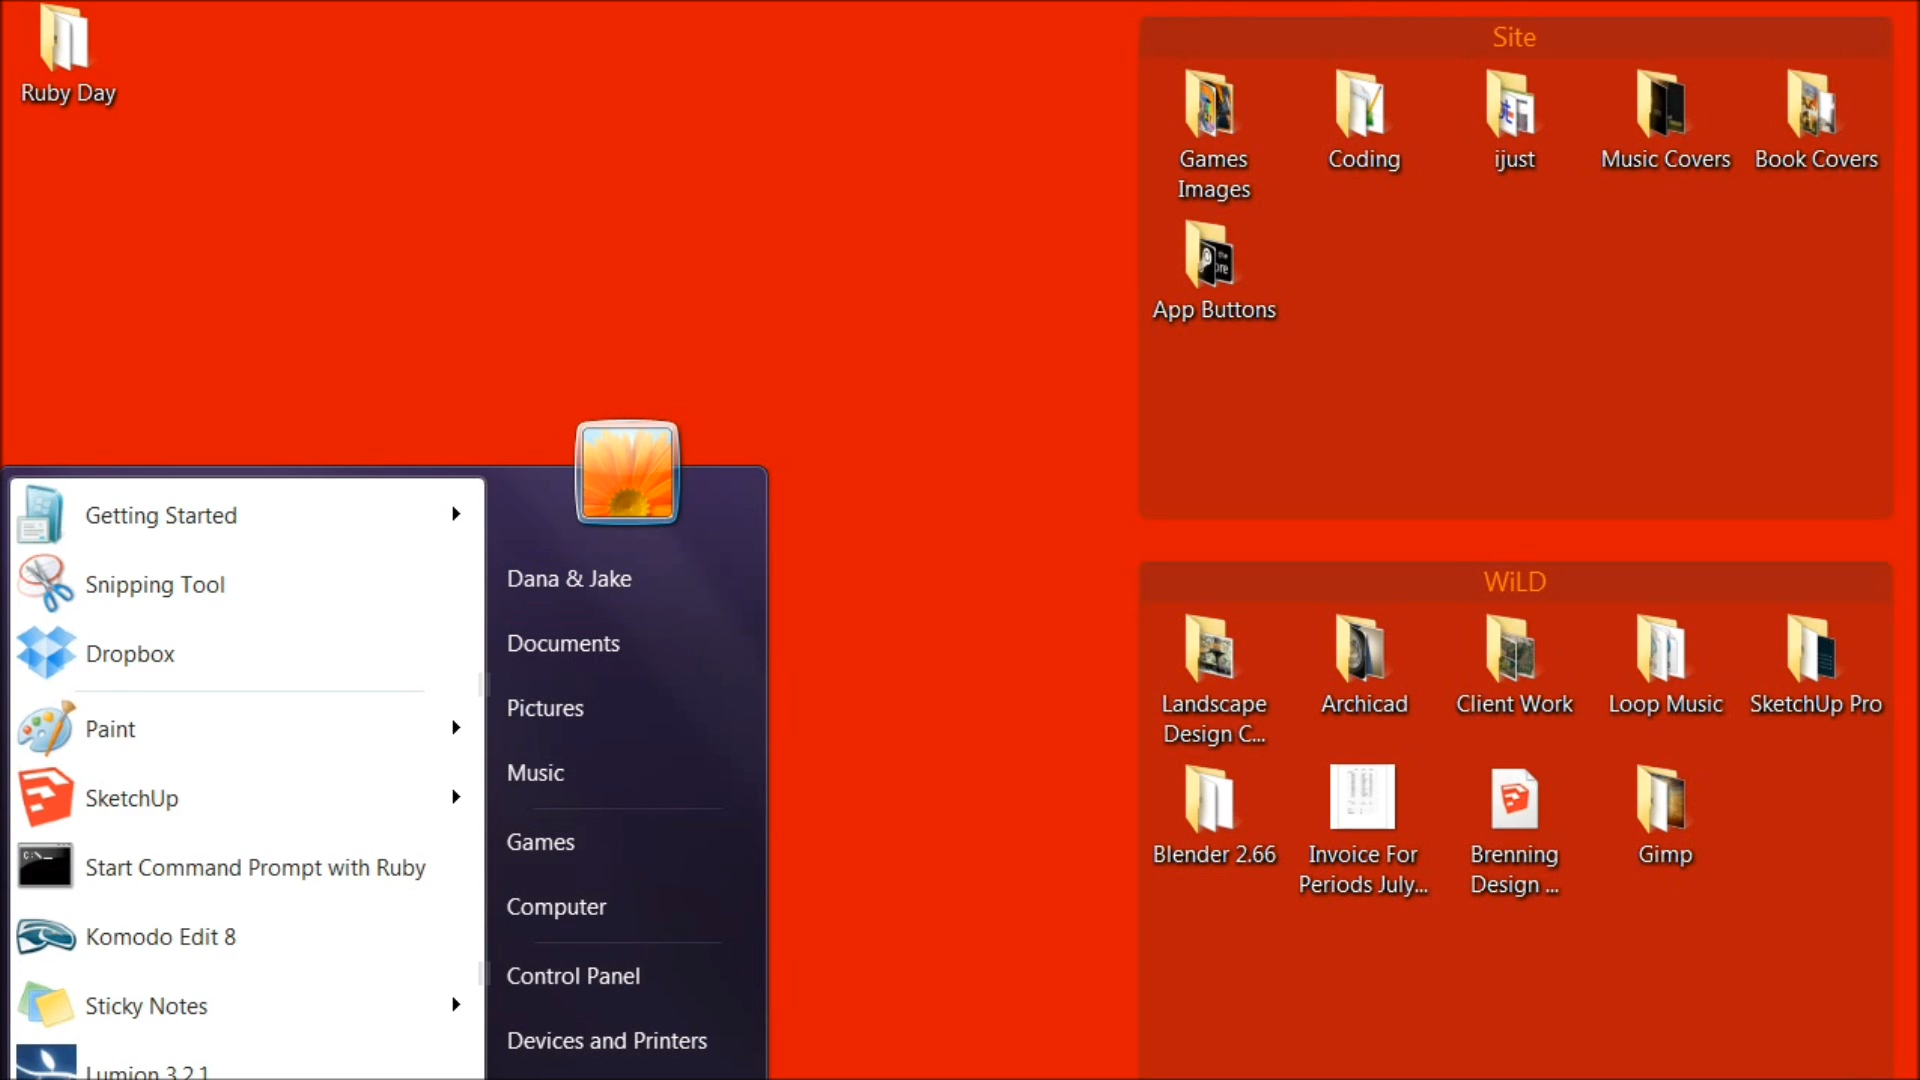 Ruby Day
Site
Games
Images
Coding
ijust
Music Covers
Book Covers
App Buttons
Getting Started
Snipping Tool
Dropbox
Paint
SketchUp
Start Command Prompt with Ruby
Komodo Edit 8
Sticky Notes
Lumion 3.2.1
Dana & Jake
Documents
Pictures
Music
Games
Computer
Control Panel
Devices and Printers
WiLD
Landscape
Design C...
Archicad
Client Work
Loop Music
SketchUp Pro
Blender 2.66
Invoice For
Periods July...
Brenning
Design ...
Gimp